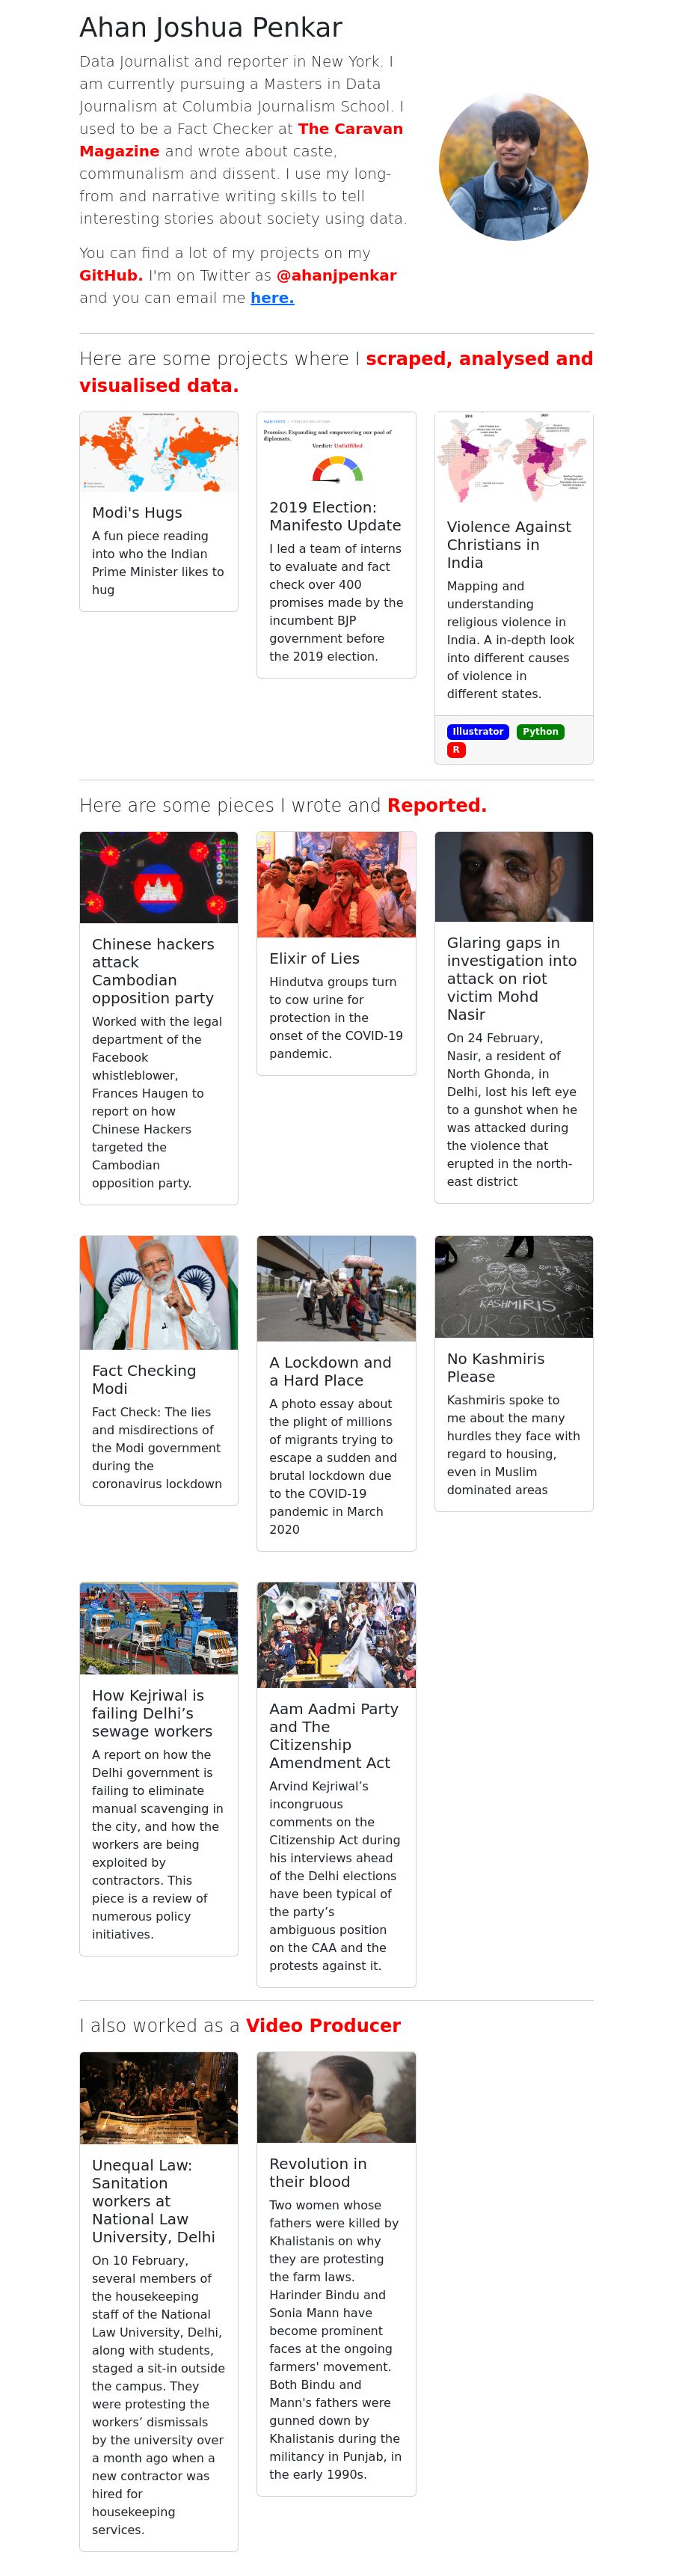 Ahan Joshua Penkar
Data Journalist and reporter in New York. I
am currently pursuing a Masters in Data
Journalism at Columbia Journalism School. I
used to be a Fact Checker at The Caravan
Magazine and wrote about caste,
communalism and dissent. I use my long-
from and narrative writing skills to tell
interesting stories about society using data.
You can find a lot of my projects on my
GitHub. I'm on Twitter as @ahanjpenkar
and you can email me here.
Here are some projects where I scraped, analysed and
visualised data.
Modi's Hugs
A fun piece reading
into who the Indian
Prime Minister likes to
hug
Promise: Expanding and empowering our pool of
diplomats.
Verdict: Unfulfilled
2019 Election:
Manifesto Update
I led a team of interns
to evaluate and fact
check over 400
promises made by the
incumbent BJP
government before
the 2019 election.
Violence Against
Christians in
India
Mapping and
understanding
religious violence in
India. A in-depth look
into different causes
of violence in
different states.
Illustrator Python
R
Here are some pieces I wrote and Reported.
Chinese hackers
attack
Cambodian
opposition party
Worked with the legal
department of the
Facebook
whistleblower,
Frances Haugen to
report on how
Chinese Hackers
targeted the
Cambodian
opposition party.
Elixir of Lies
Hindutva groups turn
to cow urine for
protection in the
onset of the COVID-19
pandemic.
Glaring gaps in
investigation into
attack on riot
victim Mohd
Nasir
On 24 February,
Nasir, a resident of
North Ghonda, in
Delhi, lost his left eye
to a gunshot when he
was attacked during
the violence that
erupted in the north-
east district
Fact Checking
Modi
Fact Check: The lies
and misdirections of
the Modi government
during the
coronavirus lockdown
A Lockdown and
a Hard Place
A photo essay about
the plight of millions
of migrants trying to
escape a sudden and
brutal lockdown due
to the COVID-19
pandemic in March
2020
KASHMIRIS
OUR STRUGG
No Kashmiris
Please
Kashmiris spoke to
me about the many
hurdles they face with
regard to housing,
even in Muslim
dominated areas
How Kejriwal is
failing Delhi’s
sewage workers
A report on how the
Delhi government is
failing to eliminate
manual scavenging in
the city, and how the
workers are being
exploited by
contractors. This
piece is a review of
numerous policy
initiatives.
Aam Aadmi Party
and The
Citizenship
Amendment Act
Arvind Kejriwal’s
incongruous
comments on the
Citizenship Act during
his interviews ahead
of the Delhi elections
have been typical of
the party’s
ambiguous position
on the CAA and the
protests against it.
I also worked as a Video Producer
Unequal Law:
Sanitation
workers at
National Law
University, Delhi
On 10 February,
several members of
the housekeeping
staff of the National
Law University, Delhi,
along with students,
staged a sit-in outside
the campus. They
were protesting the
workers’ dismissals
by the university over
a month ago when a
new contractor was
hired for
housekeeping
services.
Revolution in
their blood
Two women whose
fathers were killed by
Khalistanis on why
they are protesting
the farm laws.
Harinder Bindu and
Sonia Mann have
become prominent
faces at the ongoing
farmers' movement.
Both Bindu and
Mann's fathers were
gunned down by
Khalistanis during the
militancy in Punjab, in
the early 1990s.